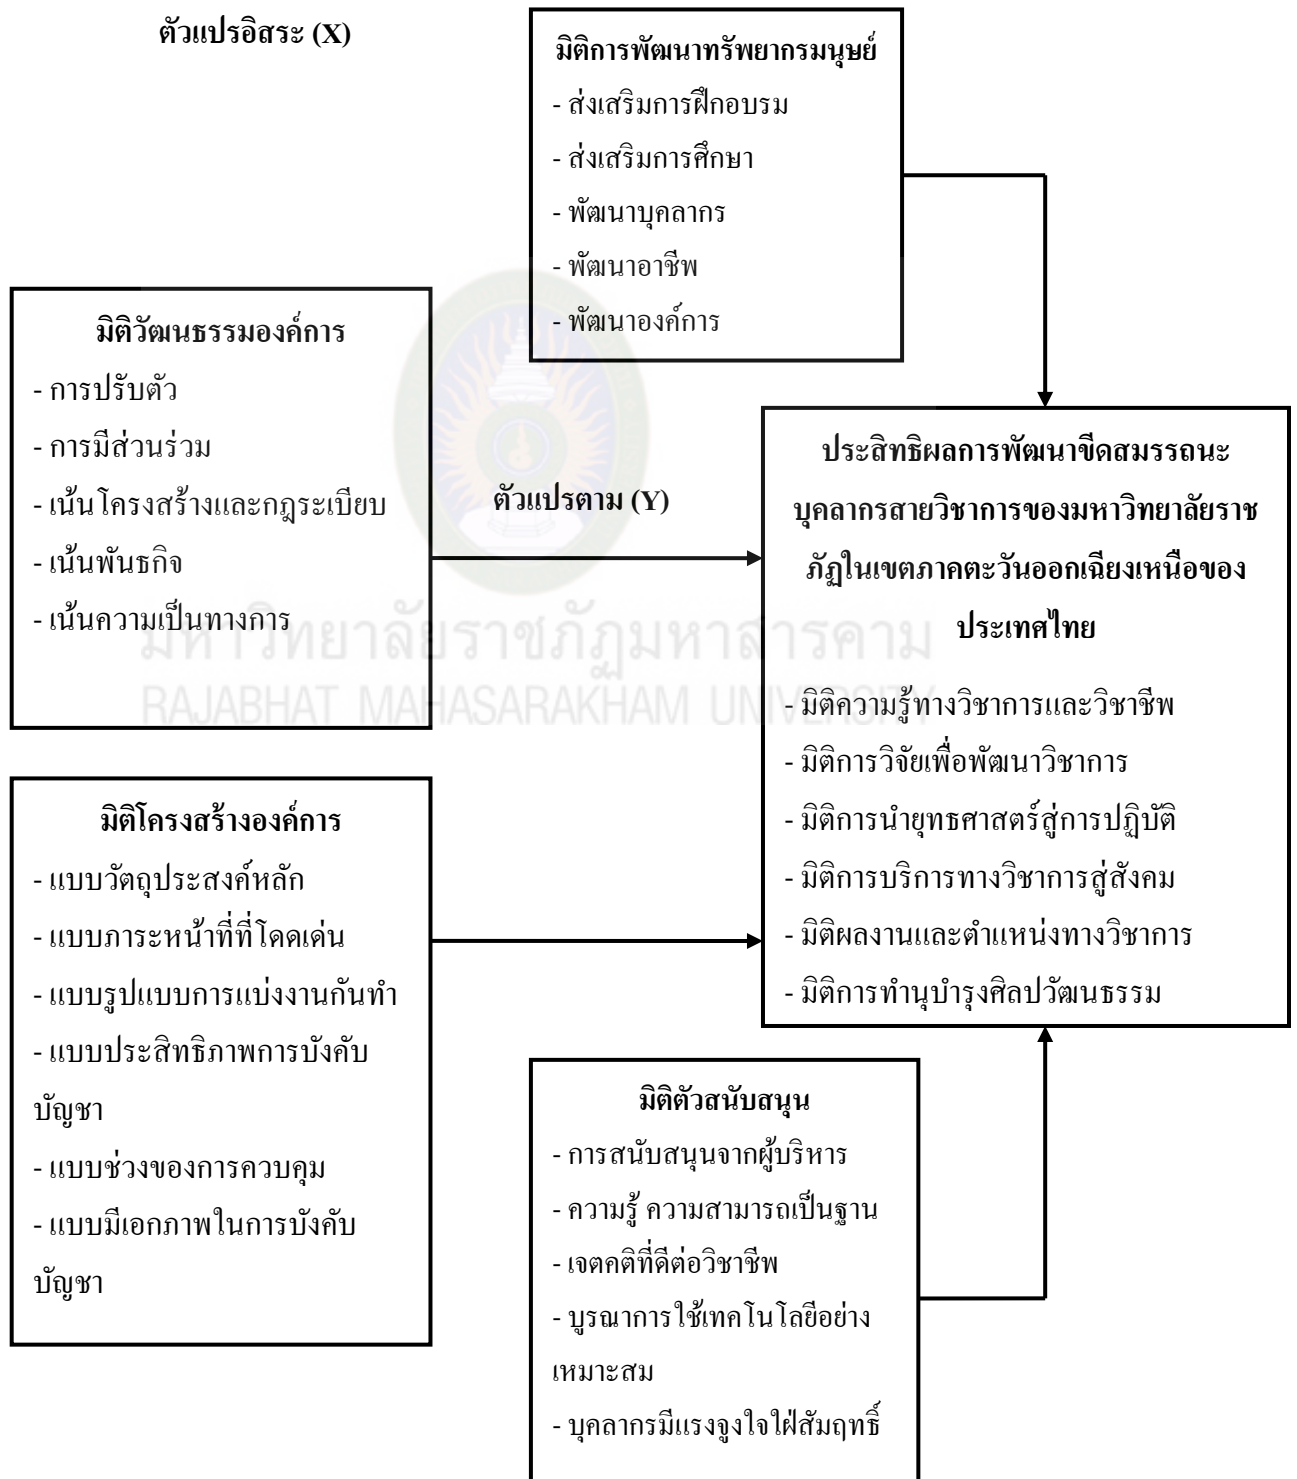 ตัวแปรอิสระ (X)
มิติการพัฒนาทรัพยากรมนุษย์
- ส่งเสริมการฝึกอบรม
- ส่งเสริมการศึกษา
- พัฒนาบุคลากร
- พัฒนาอาชีพ
- พัฒนาองค์การ
มิติวัฒนธรรมองค์การ
- การปรับตัว
- การมีส่วนร่วม
- เน้นโครงสร้างและกฎระเบียบ
- เน้นพันธกิจ
- เน้นความเป็นทางการ
ตัวแปรตาม (Y)
ประสิทธิผลการพัฒนาขีดสมรรถนะ
บุคลากรสายวิชาการของมหาวิทยาลัยราช
ภัฏในเขตภาคตะวันออกเฉียงเหนือของ
ประเทศไทย
- มิติความรู้ทางวิชาการและวิชาชีพ
- มิติการวิจัยเพื่อพัฒนาวิชาการ
- มิติการนำยุทธศาสตร์สู่การปฏิบัติ
- มิติการบริการทางวิชาการสู่สังคม
- มิติผลงานและตำแหน่งทางวิชาการ
- มิติการทำนุบำรุงศิลปวัฒนธรรม
มหาวิทยาลัยราชภัฏมหาสารคาม
RAJABHAT MAHASARAKHAM UNIVERSITY
มิติโครงสร้างองค์การ
- แบบวัตถุประสงค์หลัก
- แบบภาระหน้าที่ที่โดดเด่น
- แบบรูปแบบการแบ่งงานกันทำ
- แบบประสิทธิภาพการบังคับ
บัญชา
- แบบช่วงของการควบคุม
- แบบมีเอกภาพในการบังคับ
บัญชา
มิติตัวสนับสนุน
- การสนับสนุนจากผู้บริหาร
- ความรู้ ความสามารถเป็นฐาน
- เจตคติที่ดีต่อวิชาชีพ
- บูรณาการใช้เทคโนโลยีอย่าง
เหมาะสม
- บุคลากรมีแรงจูงใจใฝ่สัมฤทธิ์